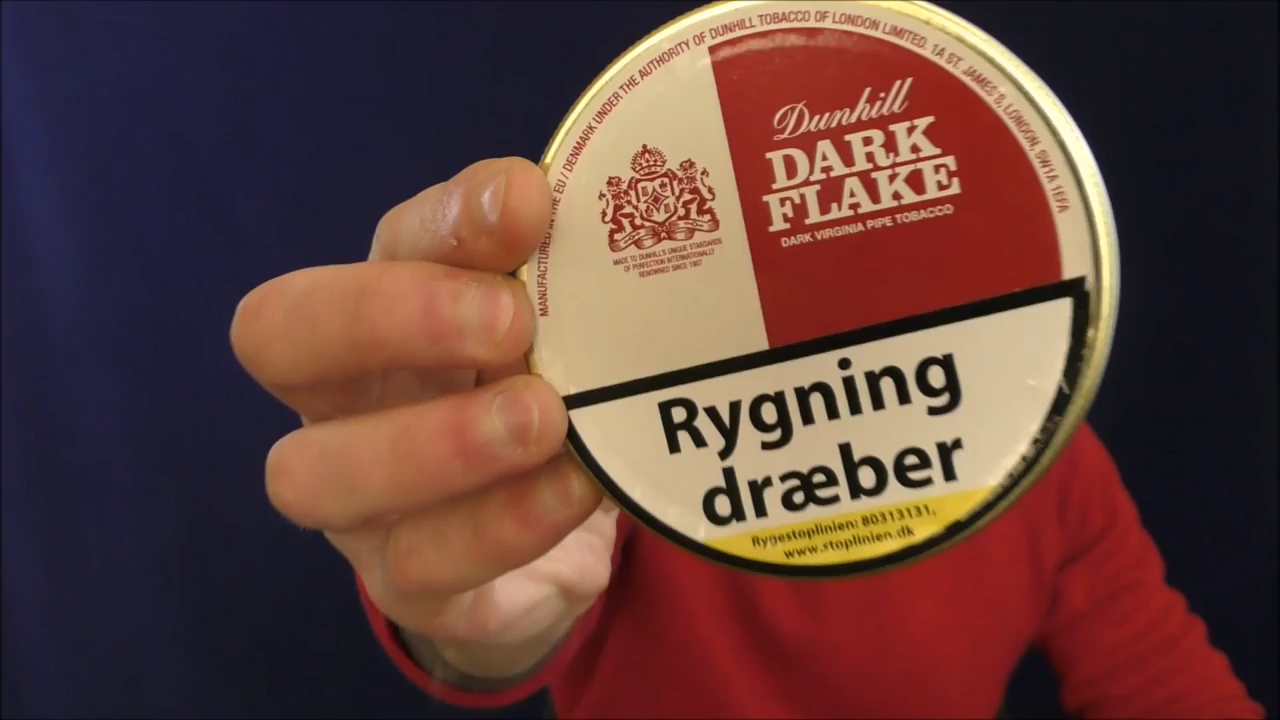 MANUFACTURED IN THE EU / DENMARK UNDER THE AUTHORITY OF DUNHILL TOBACCO OF LONDON LIMITED. 1A ST. JAMES'S, LONDON, SW1A 1EFA
Dunhill
DARK
FLAKE
DARK VIRGINIA PIPE TOBACCO
MADE TO DUNHILL'S UNIQUE STANDARDS
OF PERFECTION INTERNATIONALLY
RENOWNED SINCE 1907
Rygning
dræber
Rygestoplinien: 80313131,
www.stoplinien.dk